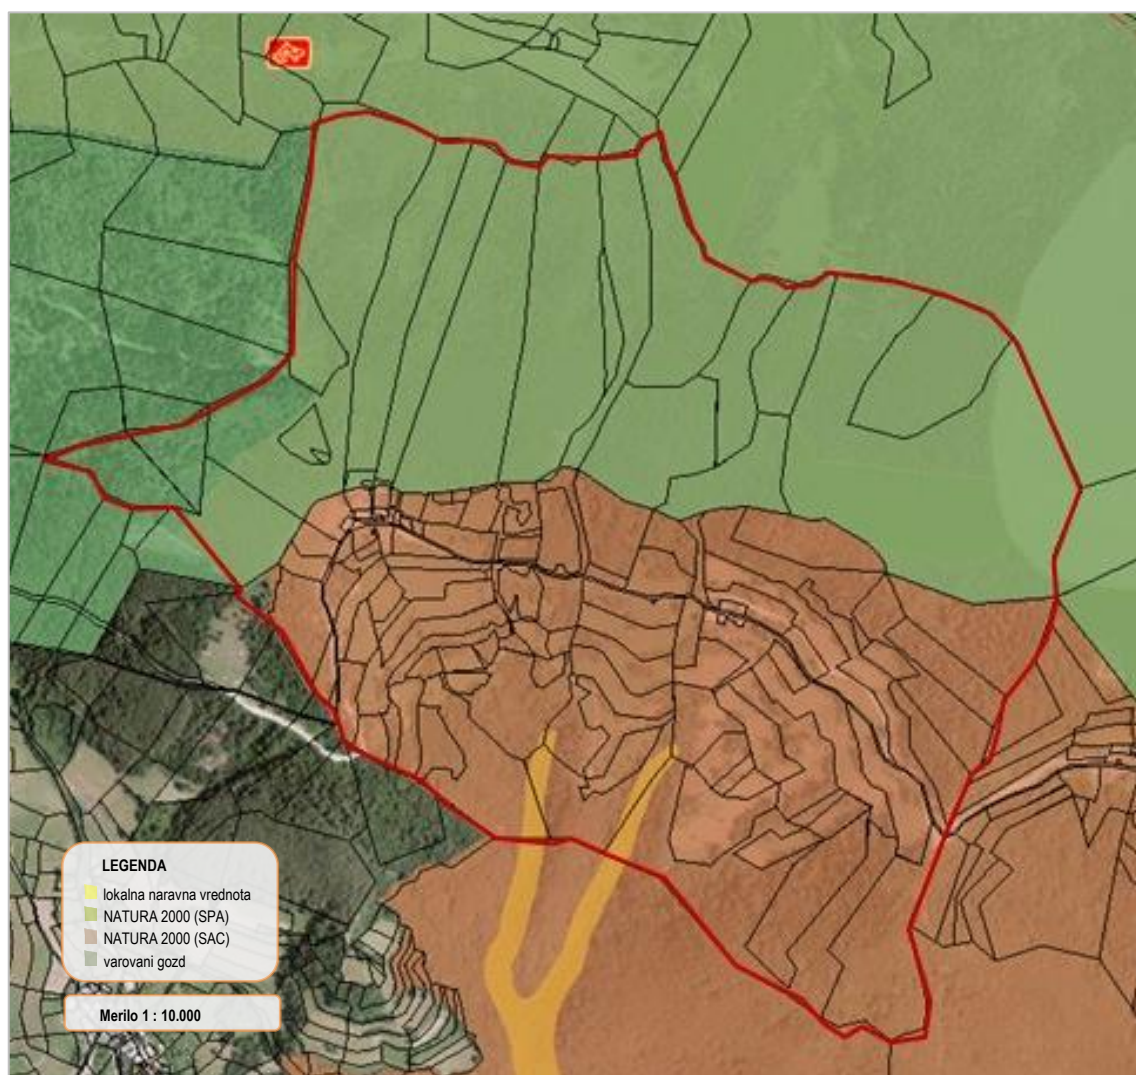 LEGENDA
lokalna naravna vrednota
NATURA 2000 (SPA)
NATURA 2000 (SAC)
varovani gozd
Merilo 1 : 10.000